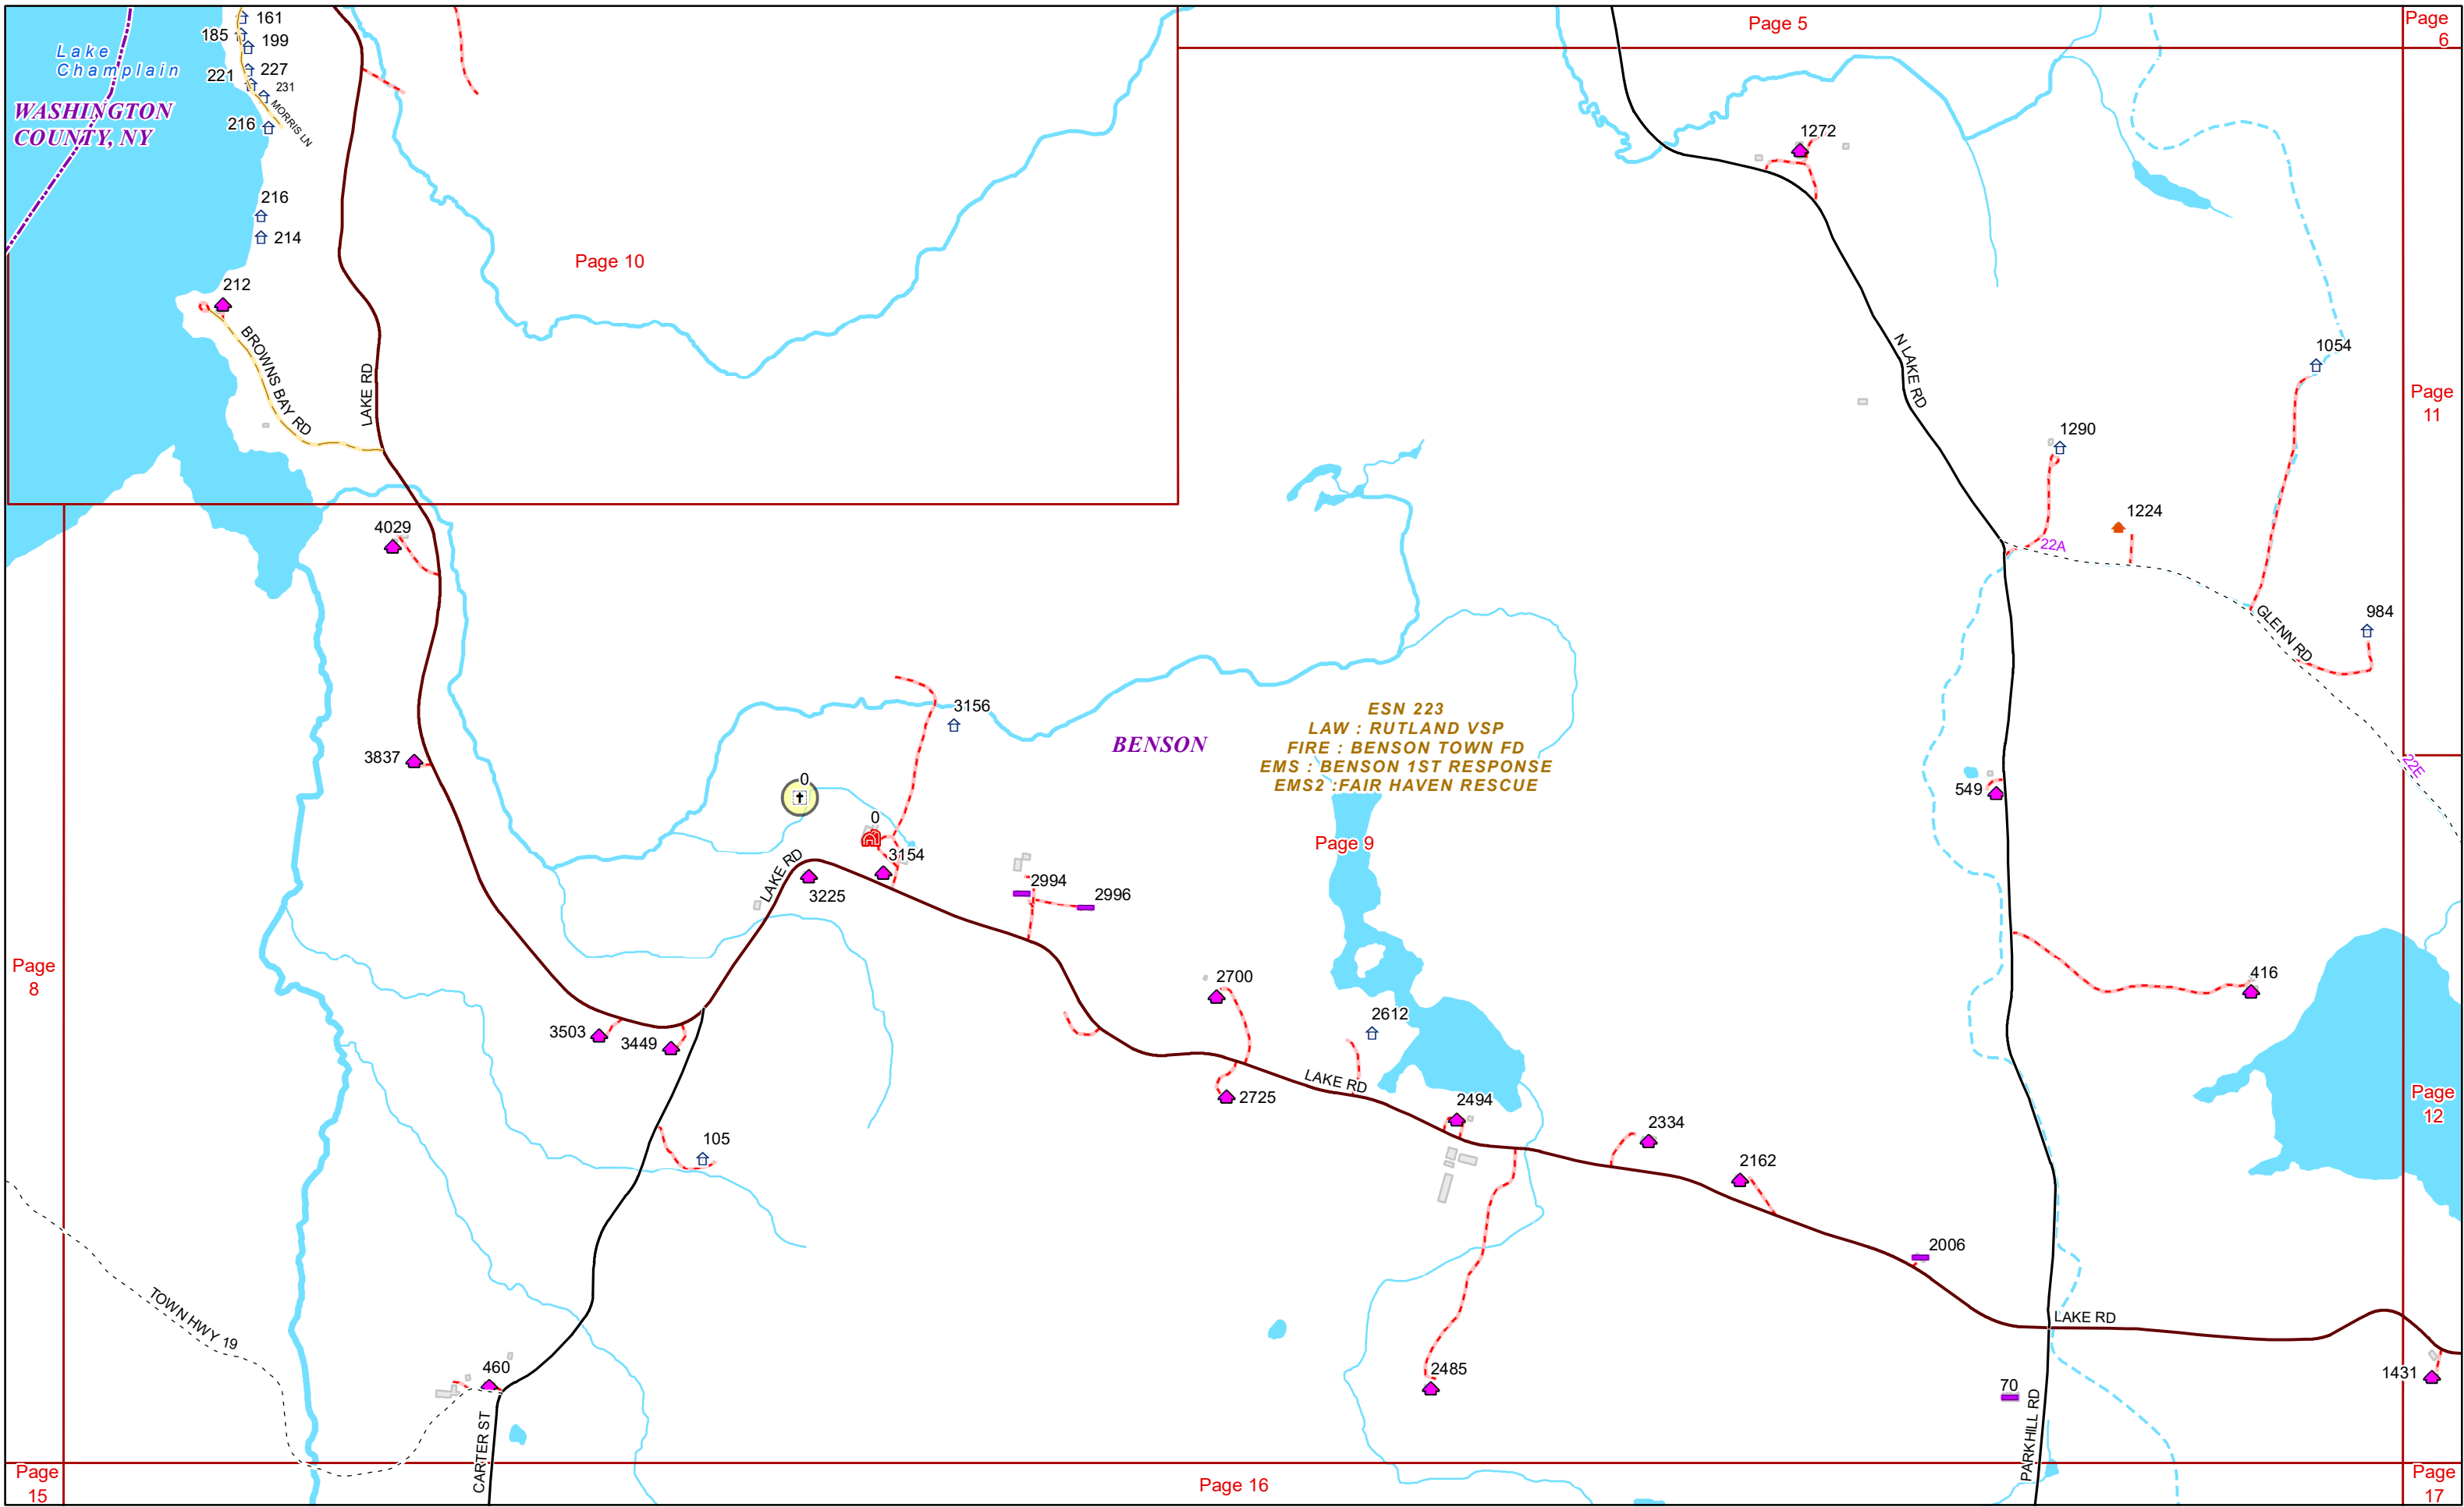 161
185
199
Lake
Champlain
227
221
231
MORRIS LN
WASHINGTON
COUNTY, NY
216
216
214
212
BROWNS BAY RD
LAKE RD
Page 10
Page 5
Page
6
1272
N LAKE RD
1054
Page
11
1290
1224
22A
GLENN RD
984
22E
4029
3837
3156
BENSON
ESN 223
LAW : RUTLAND VSP
FIRE : BENSON TOWN FD
EMS : BENSON 1ST RESPONSE
EMS2 :FAIR HAVEN RESCUE
0
0
549
Page 9
3154
LAKE RD
3225
2994
2996
Page
8
2700
416
3503
3449
2612
LAKE RD
2725
2494
2334
Page
12
105
2162
2006
TOWN HWY 19
LAKE RD
460
2485
70
1431
CARTER ST
PARKHILL RD
Page
15
Page 16
Page
17